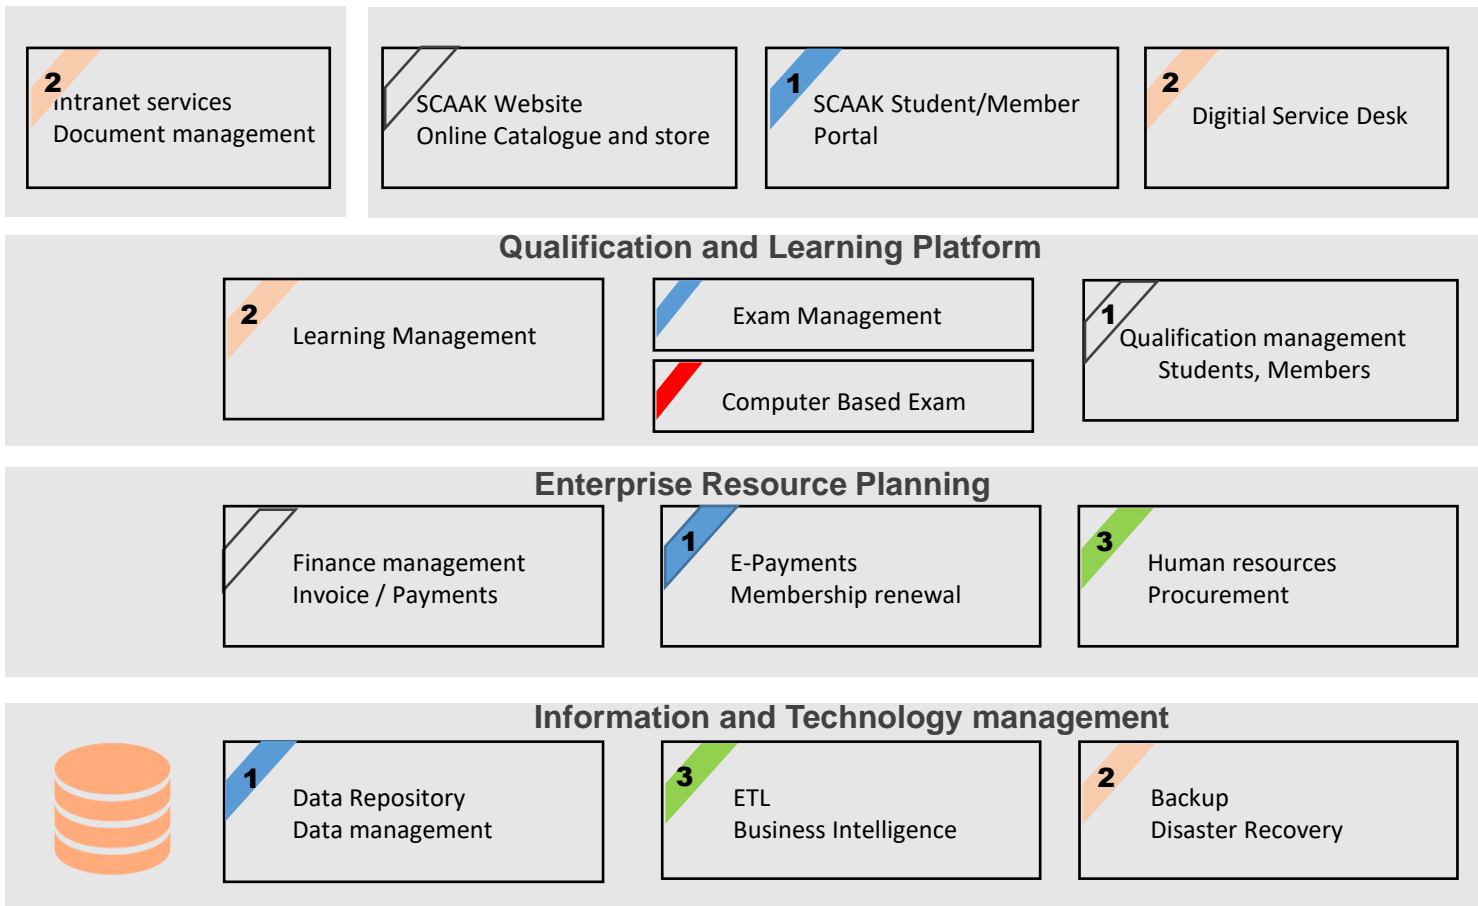 2
Intranet services
Document management
SCAAK Website
Online Catalogue and store
1
SCAAK Student/Member
Portal
2
Digitial Service Desk
Qualification and Learning Platform
2
Learning Management
Exam Management
Computer Based Exam
1
Qualification management
Students, Members
Enterprise Resource Planning
Finance management
Invoice / Payments
1
E-Payments
Membership renewal
3
Human resources
Procurement
Information and Technology management
1
Data Repository
Data management
3
ETL
Business Intelligence
2
Backup
Disaster Recovery